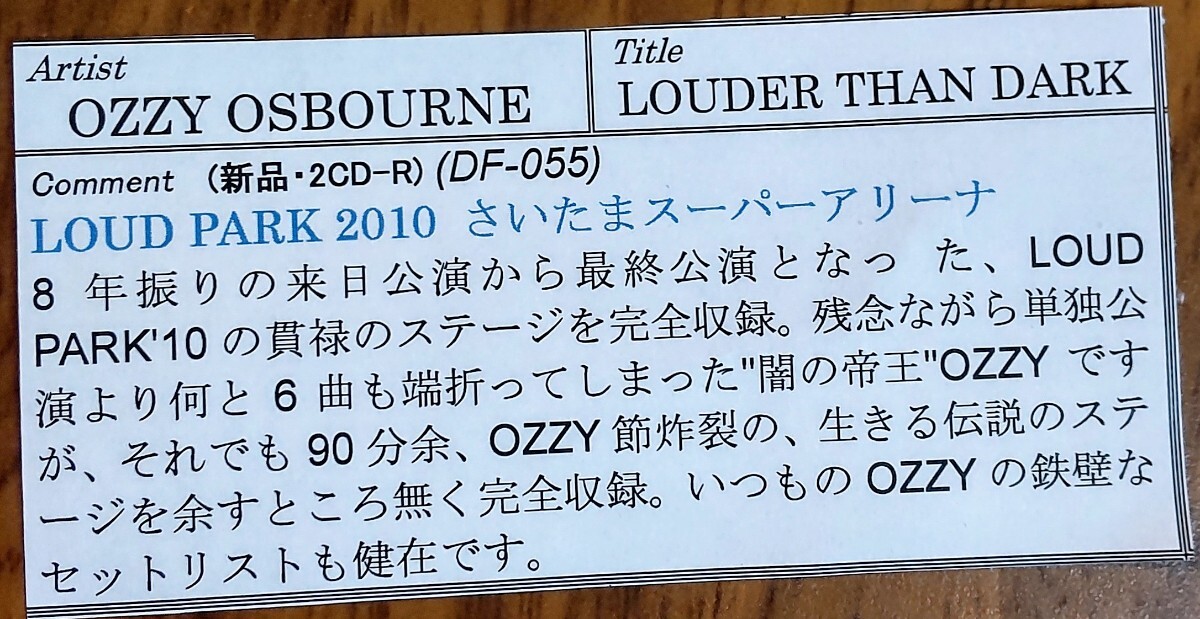 Artist
OZZY OSBOURNE
Title
LOUDER THAN DARK
Comment (新品・2CD-R) (DF-055)
LOUD PARK 2010 さいたまスーパーアリーナ
8 年振りの来日公演から最終公演となっ た、LOUD
PARK'10 の貫禄のステージを完全収録。残念ながら単独公
演より何と 6 曲も端折ってしまった"闇の帝王"OZZY です
が、それでも 90 分余、OZZY 節炸裂の、生きる伝説のステ
ージを余すところ無く完全収録。いつもの OZZY の鉄壁な
セットリストも健在です。